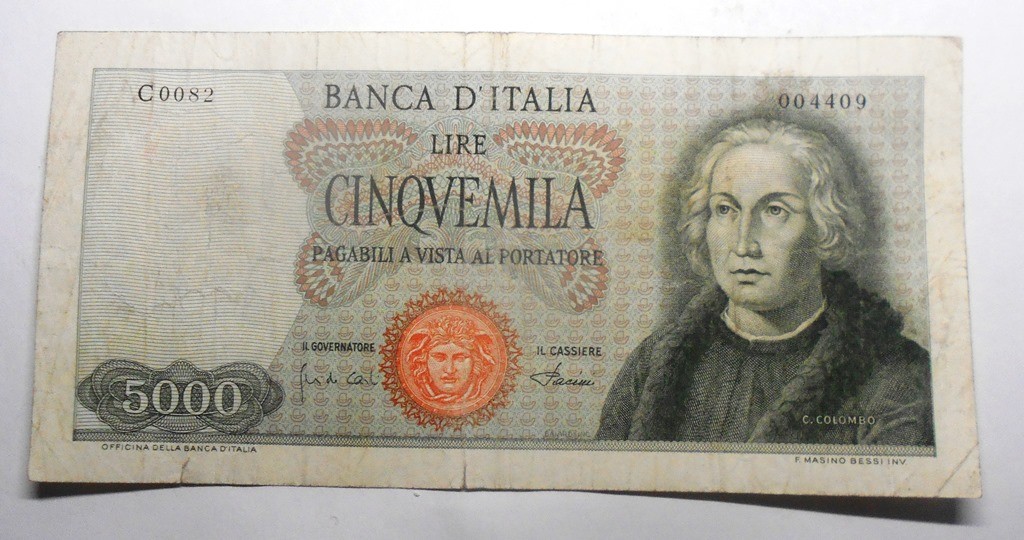 C0082
BANCA D'ITALIA
004409
LIRE
CINQVEMILA
PAGABILI A VISTA AL PORTATORE
IL GOVERNATORE
IL CASSIERE
5000
C. COLOMBO
OFFICINA DELLA BANCA D'ITALIA
F. MASINO BESSI INV.